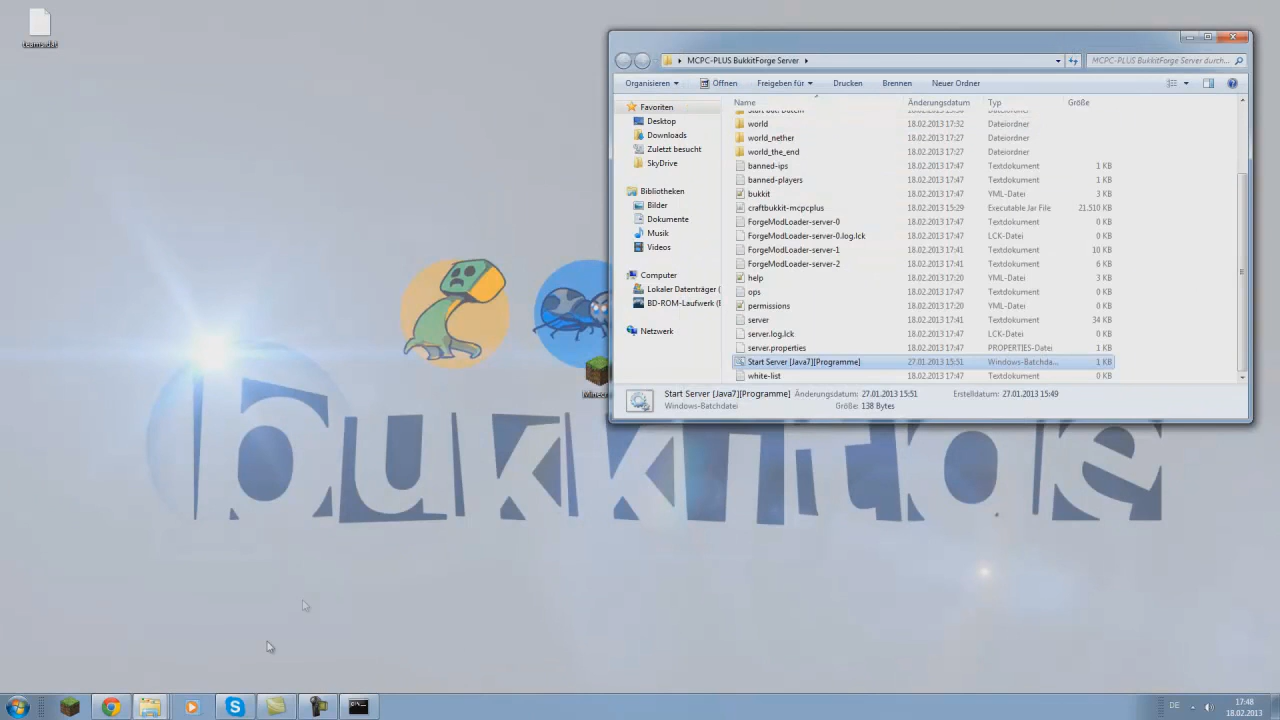 teams.dat
MCPC-PLUS BukkitForge Server
MCPC-PLUS BukkitForge Server durch...
Organisieren Öffnen Freigeben für Drucken Brennen Neuer Ordner
Name Änderungsdatum Typ Größe
Favoriten
Desktop
Downloads
Zuletzt besucht
SkyDrive
Bibliotheken
Bilder
Dokumente
Musik
Videos
Computer
Lokaler Datenträger (
BD-ROM-Laufwerk (E
Netzwerk
world 18.02.2013 17:32 Dateiordner
world_nether 18.02.2013 17:27 Dateiordner
world_the_end 18.02.2013 17:27 Dateiordner
banned-ips 18.02.2013 17:47 Textdokument 1 KB
banned-players 18.02.2013 17:47 Textdokument 1 KB
bukkit 18.02.2013 17:47 YML-Datei 3 KB
craftbukkit-mcpcplus 18.02.2013 15:29 Executable Jar File 21.510 KB
ForgeModLoader-server-0 18.02.2013 17:47 Textdokument 0 KB
ForgeModLoader-server-0.log.lck 18.02.2013 17:47 LCK-Datei 0 KB
ForgeModLoader-server-1 18.02.2013 17:41 Textdokument 10 KB
ForgeModLoader-server-2 18.02.2013 17:41 Textdokument 6 KB
help 18.02.2013 17:20 YML-Datei 3 KB
ops 18.02.2013 17:47 Textdokument 0 KB
permissions 18.02.2013 17:20 YML-Datei 0 KB
server 18.02.2013 17:41 Textdokument 34 KB
server.log.lck 18.02.2013 17:47 LCK-Datei 0 KB
server.properties 18.02.2013 17:47 PROPERTIES-Datei 1 KB
Start Server [Java7][Programme] 27.01.2013 15:51 Windows-Batchda... 1 KB
white-list 18.02.2013 17:47 Textdokument 0 KB
Start Server [Java7][Programme] Änderungsdatum: 27.01.2013 15:51 Erstelldatum: 27.01.2013 15:49
Windows-Batchdatei Größe: 138 Bytes
bukkit.de
DE
17:48
18.02.2013